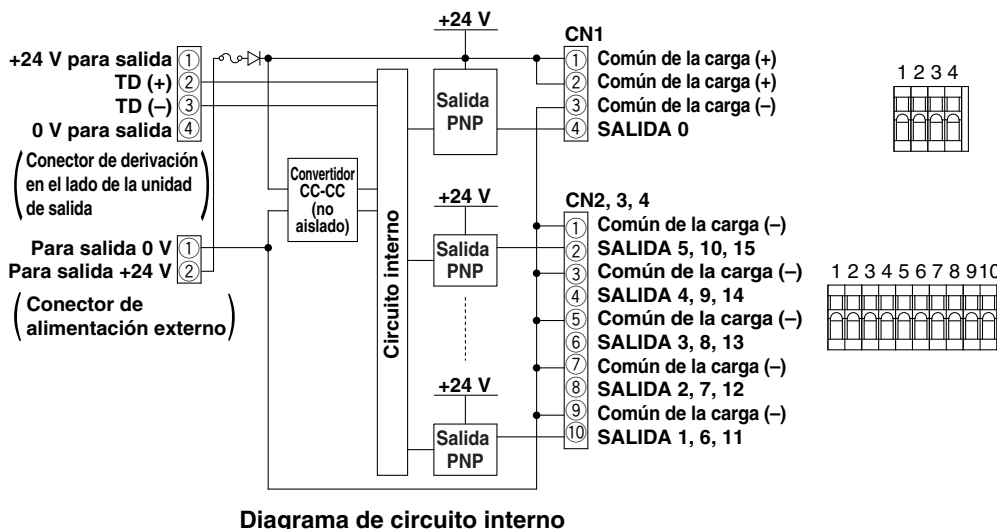 +24 V para salida ①
TD (+) ②
TD (–) ③
0 V para salida ④
(Conector de derivación
en el lado de la unidad
de salida)
Para salida 0 V ①
Para salida +24 V ②
(Conector de
alimentación externo)
Convertidor
CC-CC
(no
aislado)
Circuito interno
+24 V
Salida
PNP
+24 V
Salida
PNP
+24 V
Salida
PNP
CN1
① Común de la carga (+)
② Común de la carga (+)
③ Común de la carga (–)
④ SALIDA 0
CN2, 3, 4
① Común de la carga (–)
② SALIDA 5, 10, 15
③ Común de la carga (–)
④ SALIDA 4, 9, 14
⑤ Común de la carga (–)
⑥ SALIDA 3, 8, 13
⑦ Común de la carga (–)
⑧ SALIDA 2, 7, 12
⑨ Común de la carga (–)
⑩ SALIDA 1, 6, 11
1 2 3 4
1 2 3 4 5 6 7 8 9 10
Diagrama de circuito interno